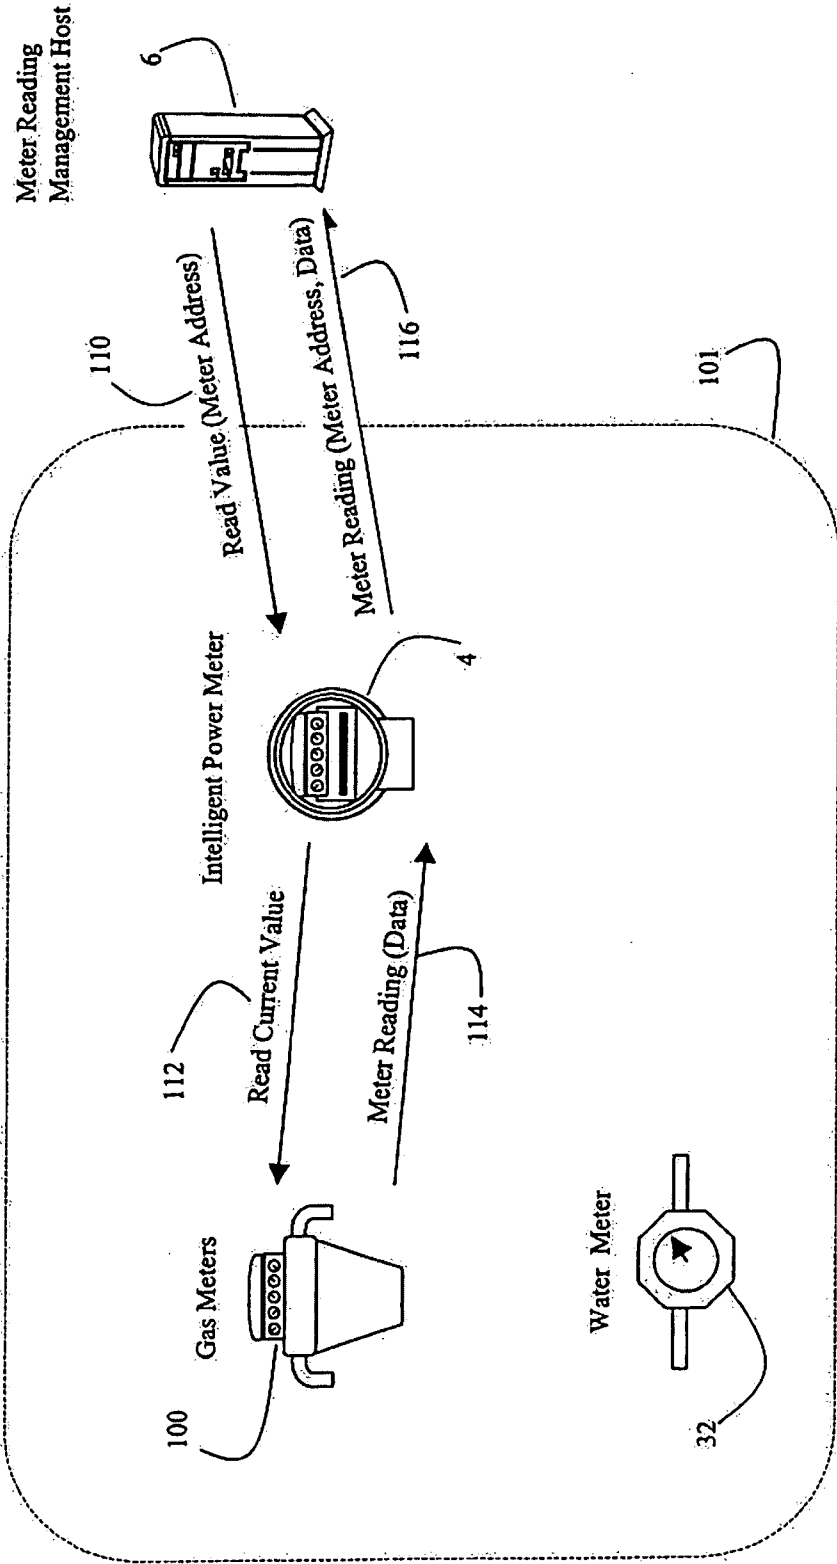 Meter Reading
Management Host
6
110
Read Value (Meter Address)
Meter Reading (Meter Address, Data)
116
101
Intelligent Power Meter
4
112
Read Current Value
Meter Reading (Data)
114
Gas Meters
100
Water Meter
32